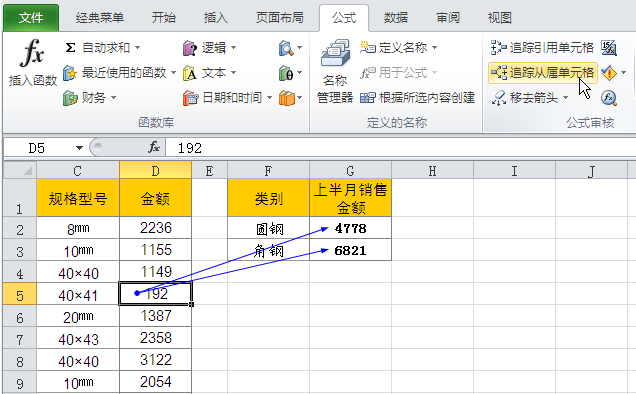 文件 经典菜单 开始 插入 页面布局 公式 数据 审阅 视图
fx 插入函数
Σ 自动求和
最近使用的函数
财务
逻辑
文本
日期和时间
函数库
名称
管理器
定义名称
用于公式
根据所选内容创建
定义的名称
追踪引用单元格
追踪从属单元格
移去箭头
公式审核
D5 fx 192
C D E F G H I J
1 规格型号 金额 类别 上半月销售
金额
2 8mm 2236 圆钢 4778
3 10mm 1155 角钢 6821
4 40×40 1149
5 40×41 192
6 20mm 1387
7 40×43 2358
8 40×40 3122
9 10mm 2054